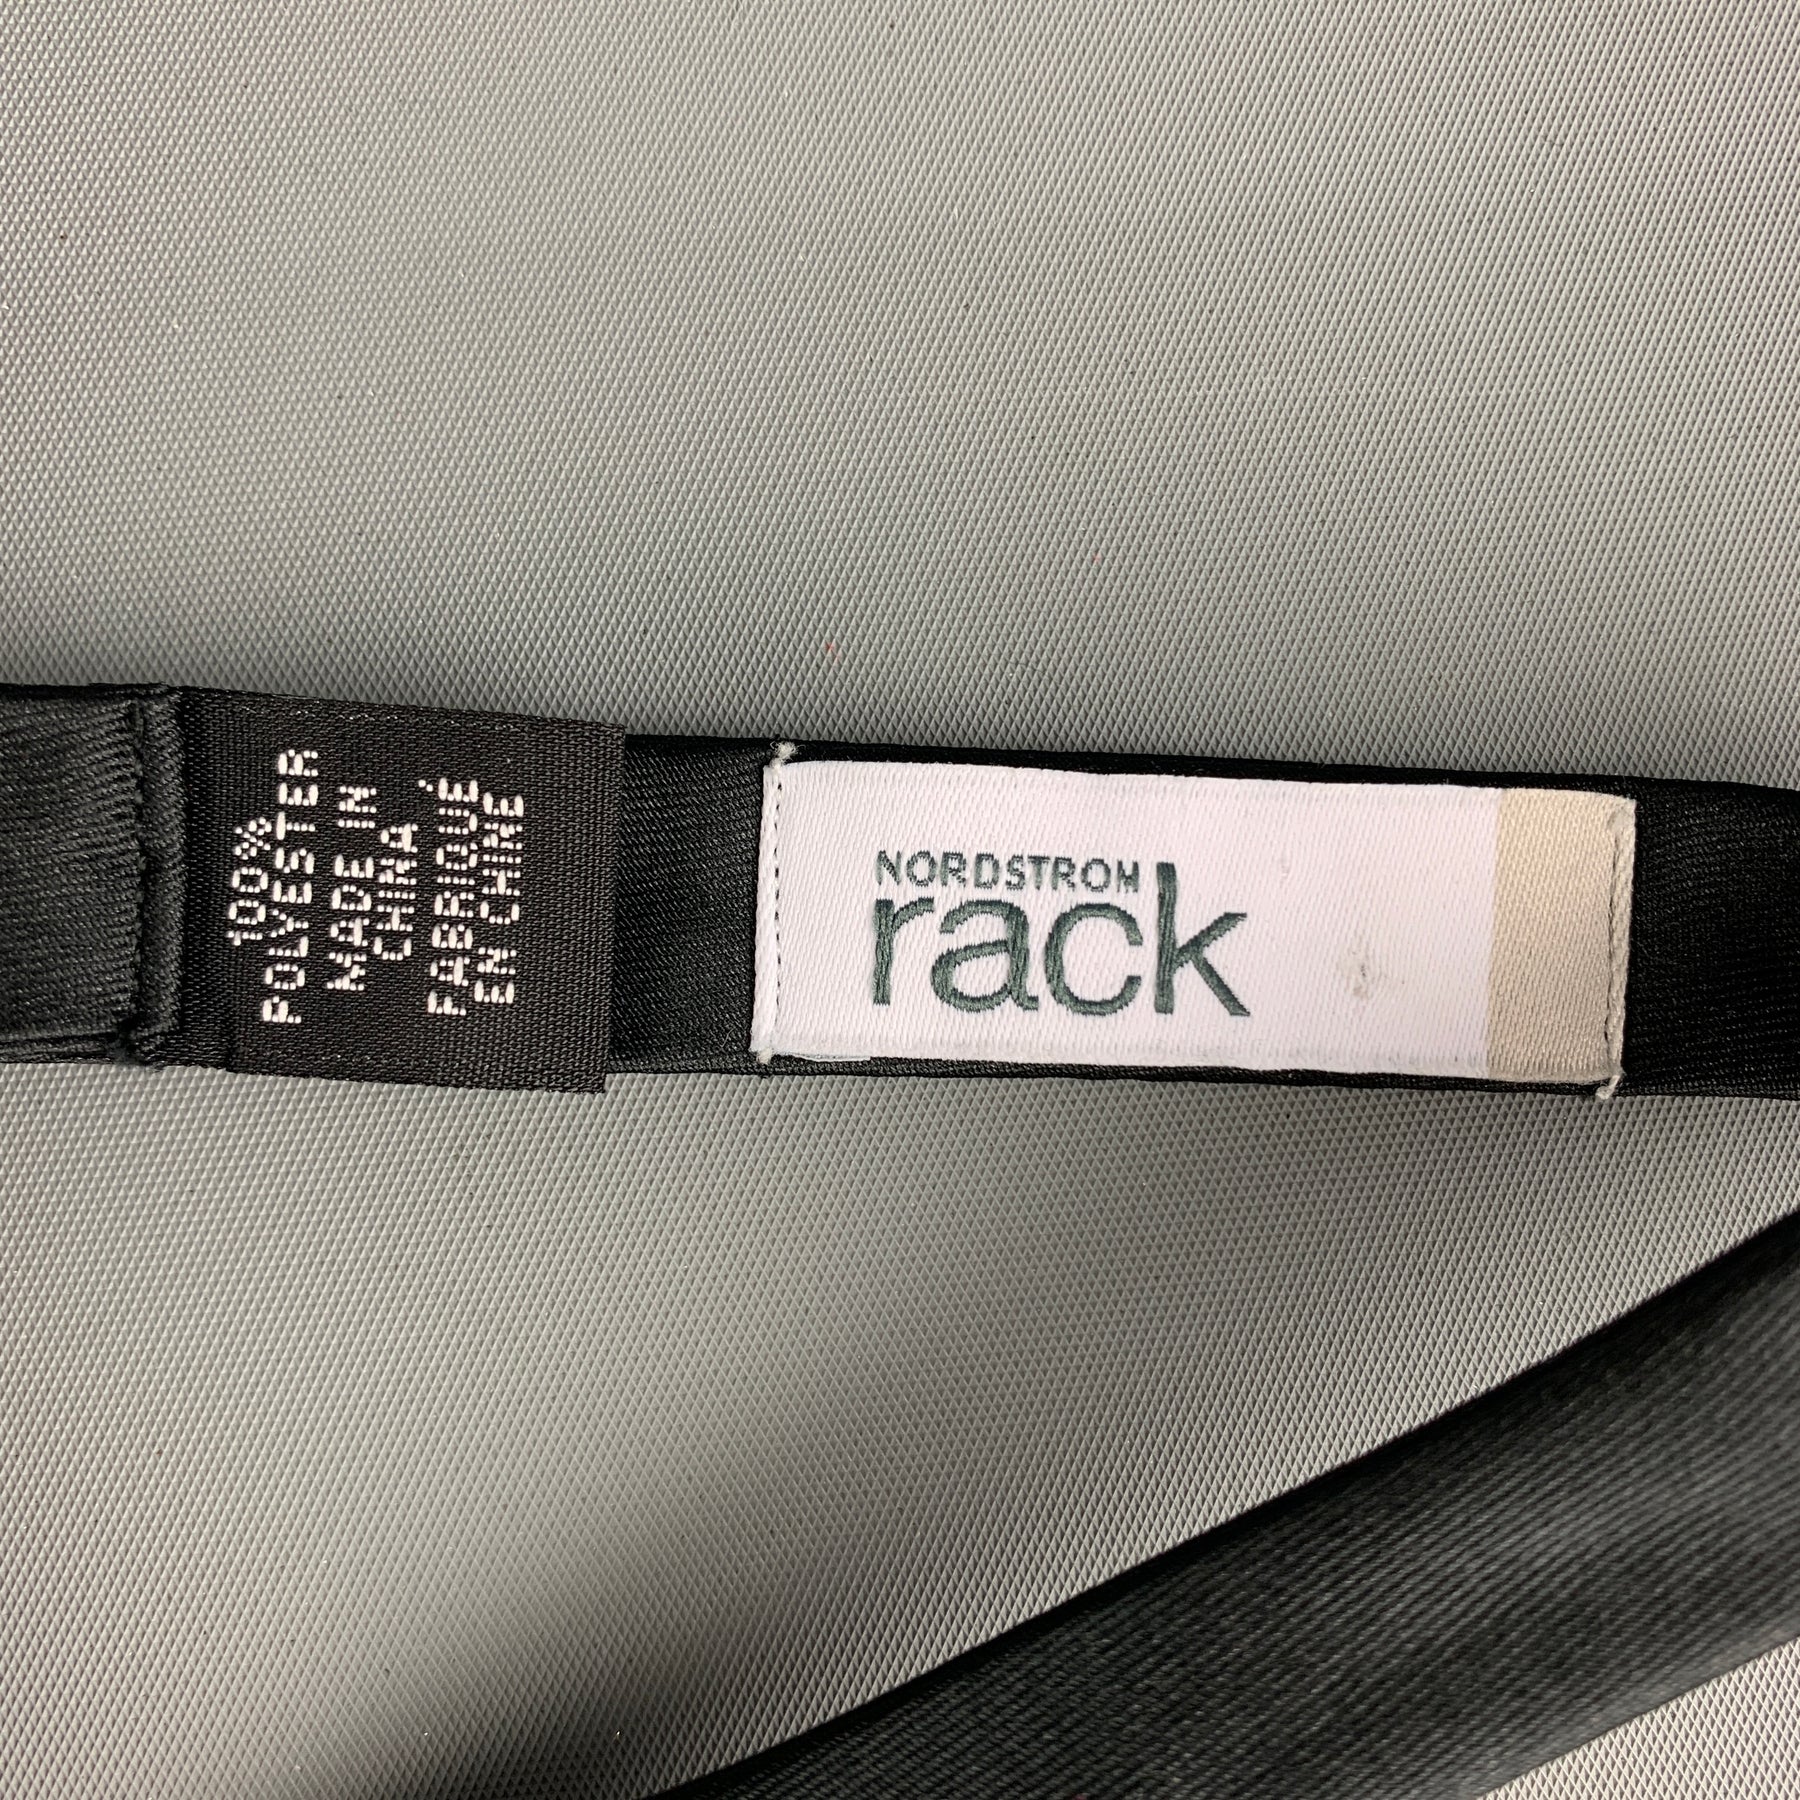 100%
POLYESTER
MADE IN
CHINA
FABRIQUÉ
EN CHINE
NORDSTROM
rack